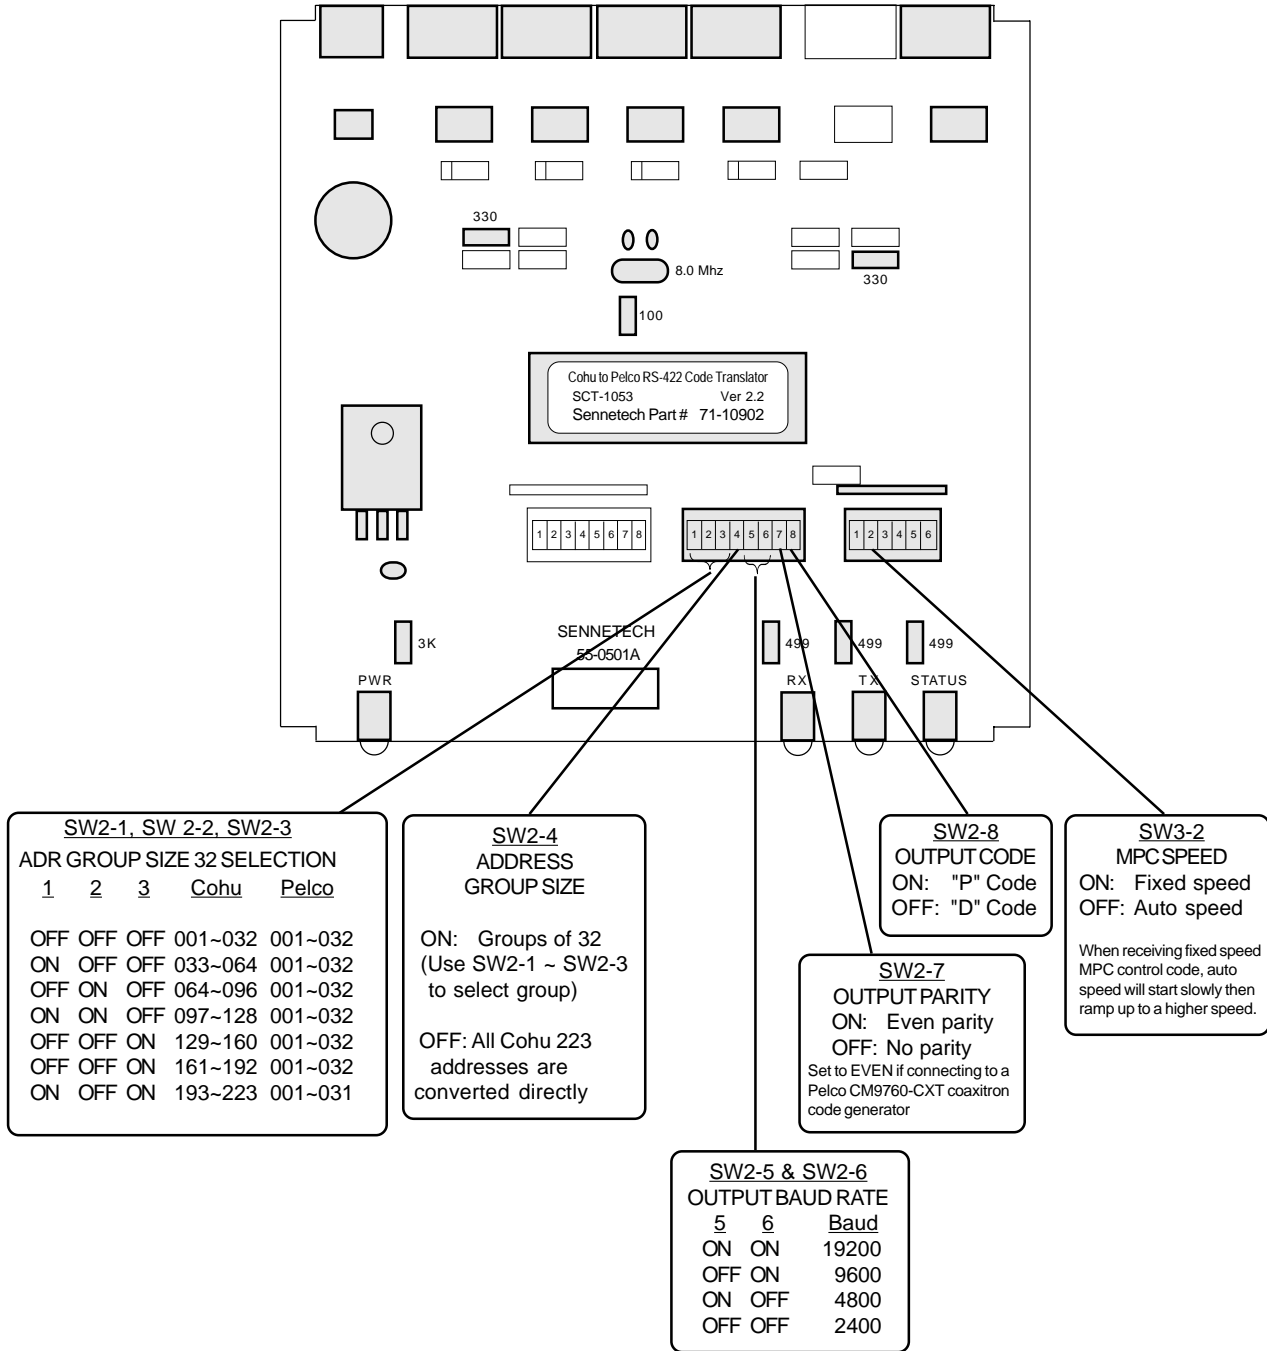 330
8.0 Mhz
330
100
Cohu to Pelco RS-422 Code Translator
SCT-1053 Ver 2.2
Sennetech Part # 71-10902
1 2 3 4 5 6 7 8
1 2 3 4 5 6 7 8
1 2 3 4 5 6
3K
SENNETECH
55-0501A
499
499
499
PWR
RX
TX
STATUS
SW2-1, SW 2-2, SW2-3
ADR GROUP SIZE 32 SELECTION
1 2 3 Cohu Pelco
OFF OFF OFF 001~032 001~032
ON OFF OFF 033~064 001~032
OFF ON OFF 064~096 001~032
ON ON OFF 097~128 001~032
OFF OFF ON 129~160 001~032
OFF OFF ON 161~192 001~032
ON OFF ON 193~223 001~031
SW2-4
ADDRESS
GROUP SIZE
ON: Groups of 32
(Use SW2-1 ~ SW2-3
to select group)
OFF: All Cohu 223
addresses are
converted directly
SW2-8
OUTPUT CODE
ON: "P" Code
OFF: "D" Code
SW3-2
MPC SPEED
ON: Fixed speed
OFF: Auto speed
When receiving fixed speed
MPC control code, auto
speed will start slowly then
ramp up to a higher speed.
SW2-7
OUTPUT PARITY
ON: Even parity
OFF: No parity
Set to EVEN if connecting to a
Pelco CM9760-CXT coaxitron
code generator
SW2-5 & SW2-6
OUTPUT BAUD RATE
5 6 Baud
ON ON 19200
OFF ON 9600
ON OFF 4800
OFF OFF 2400